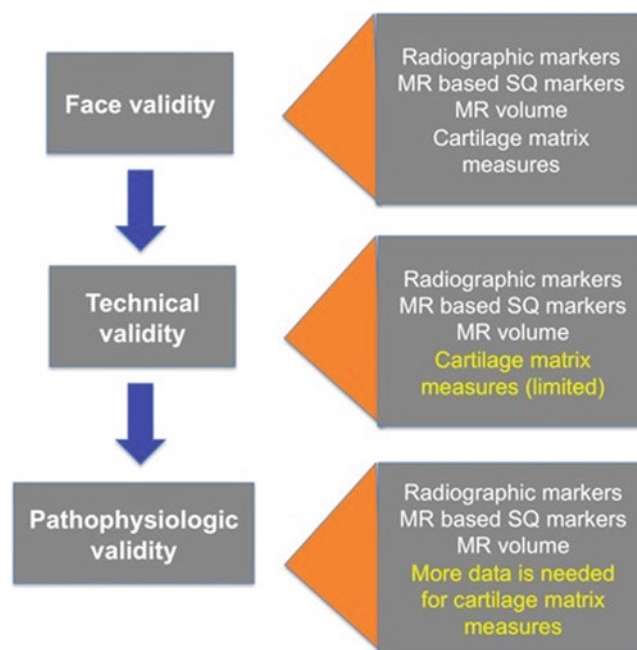 Face validity
Radiographic markers
MR based SQ markers
MR volume
Cartilage matrix
measures
Technical
validity
Radiographic markers
MR based SQ markers
MR volume
Cartilage matrix
measures (limited)
Pathophysiologic
validity
Radiographic markers
MR based SQ markers
MR volume
More data is needed
for cartilage matrix
measures